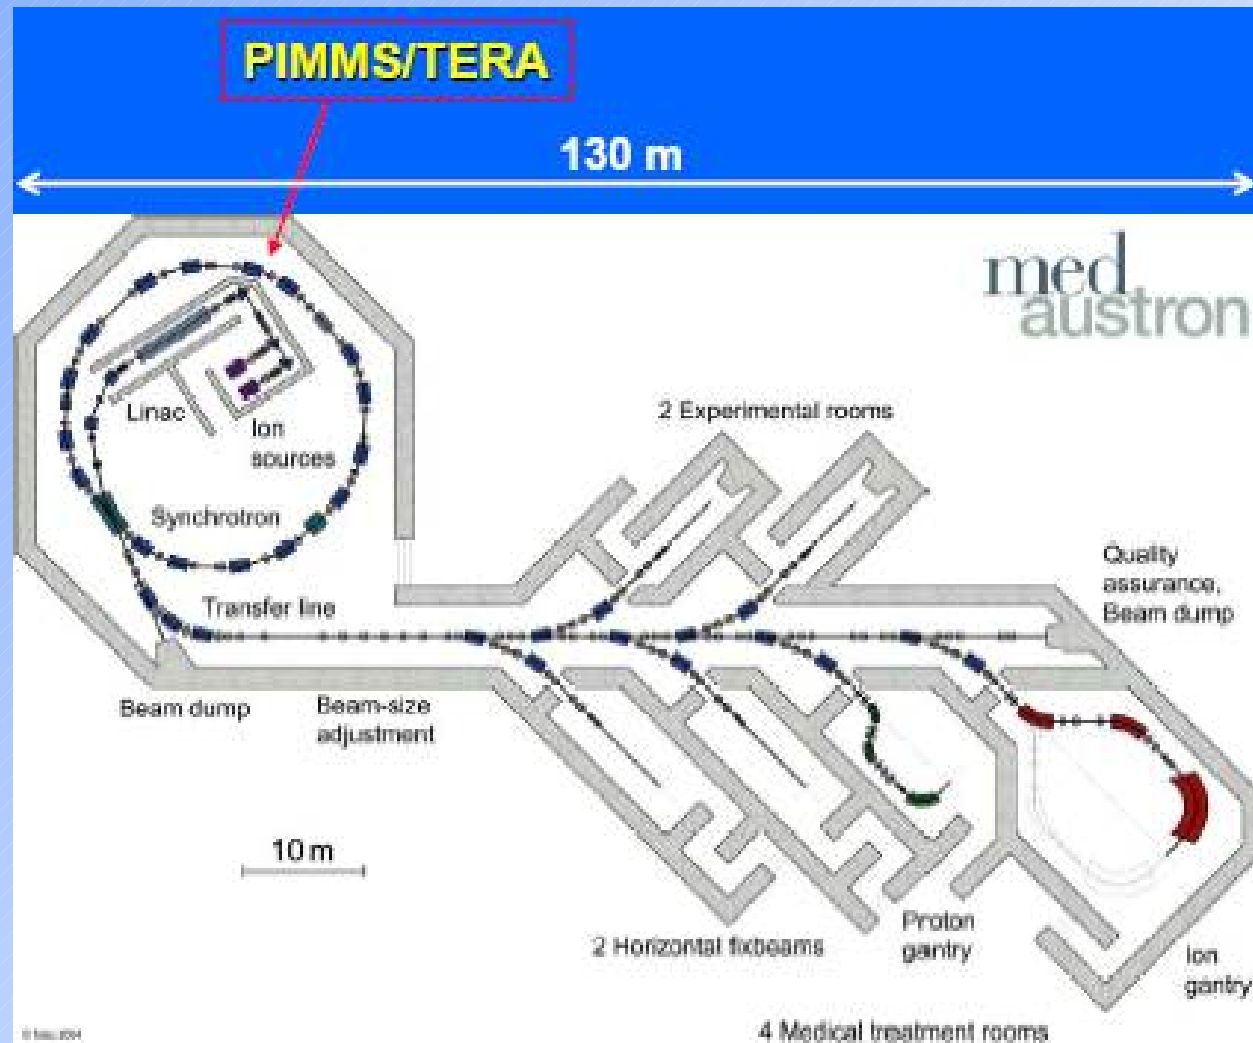 PIMMS/TERA
130 m
med
austron
Linac
Ion
sources
Synchrotron
2 Experimental rooms
Quality
assurance,
Beam dump
Transfer line
Beam dump
Beam-size
adjustment
10 m
2 Horizontal fixbeams
Proton
gantry
Ion
gantry
4 Medical treatment rooms